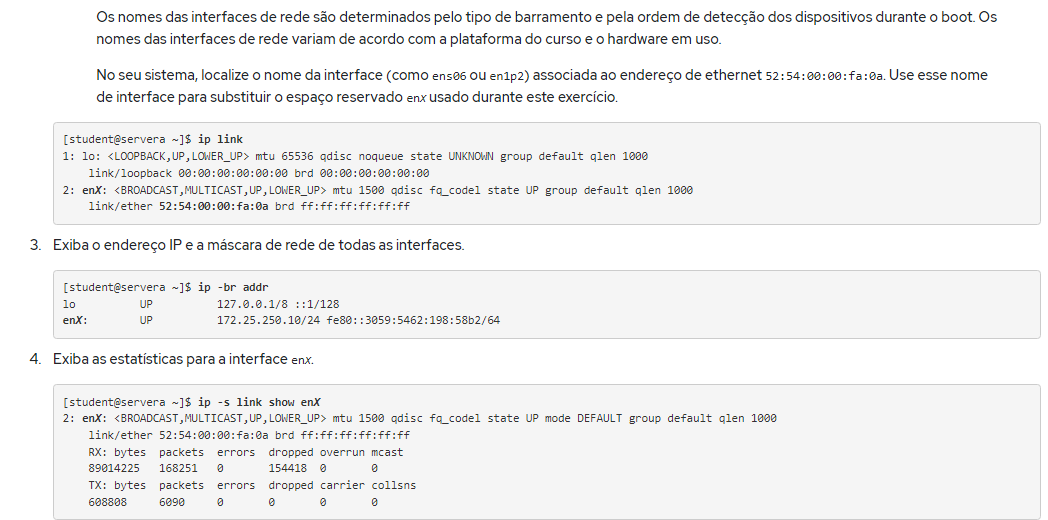 Os nomes das interfaces de rede são determinados pelo tipo de barramento e pela ordem de detecção dos dispositivos durante o boot. Os
nomes das interfaces de rede variam de acordo com a plataforma do curso e o hardware em uso.
No seu sistema, localize o nome da interface (como ens06 ou en1p2) associada ao endereço de ethernet 52:54:00:00:fa:0a. Use esse nome
de interface para substituir o espaço reservado enX usado durante este exercício.
[student@servera ~]$ ip link
1: lo: <LOOPBACK,UP,LOWER_UP> mtu 65536 qdisc noqueue state UNKNOWN group default qlen 1000
link/loopback 00:00:00:00:00:00 brd 00:00:00:00:00:00
2: enX: <BROADCAST,MULTICAST,UP,LOWER_UP> mtu 1500 qdisc fq_codel state UP group default qlen 1000
link/ether 52:54:00:00:fa:0a brd ff:ff:ff:ff:ff:ff
3. Exiba o endereço IP e a máscara de rede de todas as interfaces.
[student@servera ~]$ ip -br addr
lo UP 127.0.0.1/8 ::1/128
enX: UP 172.25.250.10/24 fe80::3059:5462:198:58b2/64
4. Exiba as estatísticas para a interface enX.
[student@servera ~]$ ip -s link show enX
2: enX: <BROADCAST,MULTICAST,UP,LOWER_UP> mtu 1500 qdisc fq_codel state UP mode DEFAULT group default qlen 1000
link/ether 52:54:00:00:fa:0a brd ff:ff:ff:ff:ff:ff
RX: bytes packets errors dropped overrun mcast
89014225 168251 0 154418 0 0
TX: bytes packets errors dropped carrier collsns
608808 6090 0 0 0 0